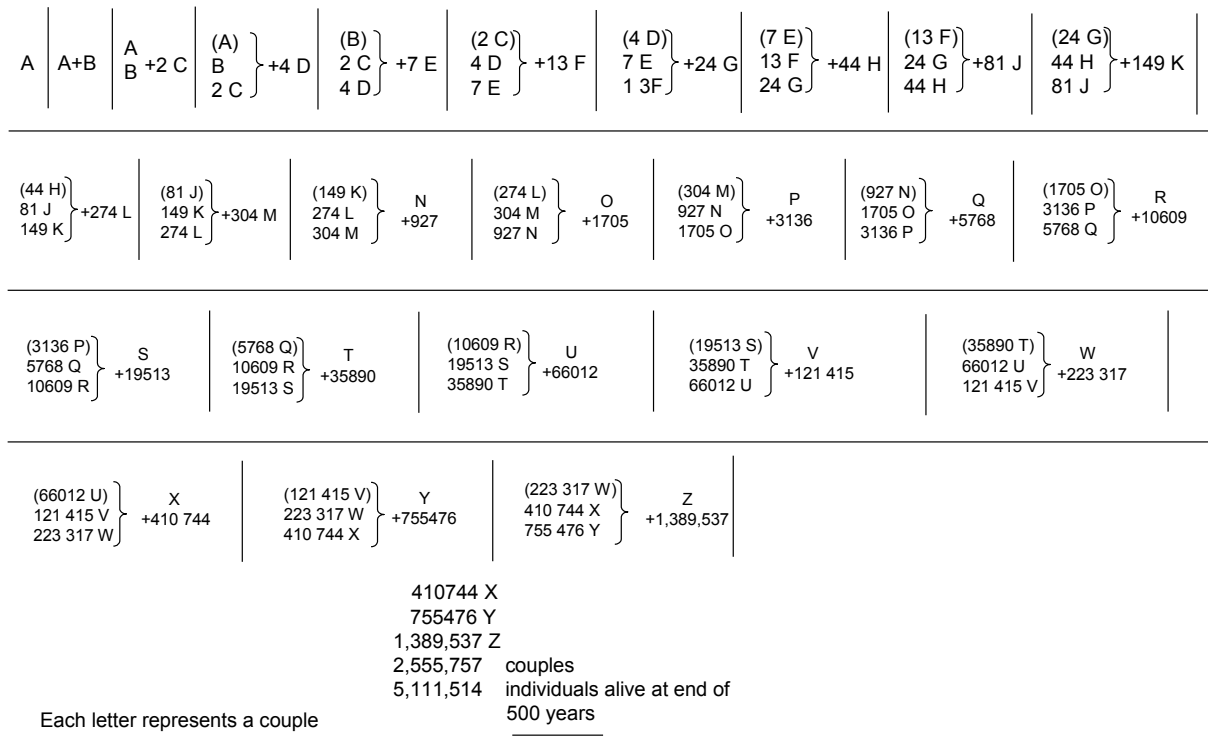 A
A+B
A
B +2 C
(A)
B
2 C
+4 D
(B)
2 C
4 D
+7 E
(2 C)
4 D
7 E
+13 F
(4 D)
7 E
1 3F
+24 G
(7 E)
13 F
24 G
+44 H
(13 F)
24 G
44 H
+81 J
(24 G)
44 H
81 J
+149 K
(44 H)
81 J
149 K
+274 L
(81 J)
149 K
274 L
+304 M
(149 K)
274 L
304 M
N
+927
(274 L)
304 M
927 N
O
+1705
(304 M)
927 N
1705 O
P
+3136
(927 N)
1705 O
3136 P
Q
+5768
(1705 O)
3136 P
5768 Q
R
+10609
(3136 P)
5768 Q
10609 R
S
+19513
(5768 Q)
10609 R
19513 S
T
+35890
(10609 R)
19513 S
35890 T
U
+66012
(19513 S)
35890 T
66012 U
V
+121 415
(35890 T)
66012 U
121 415 V
W
+223 317
(66012 U)
121 415 V
223 317 W
X
+410 744
(121 415 V)
223 317 W
410 744 X
Y
+755476
(223 317 W)
410 744 X
755 476 Y
Z
+1,389,537
410744 X
755476 Y
1,389,537 Z
2,555,757 couples
5,111,514 individuals alive at end of
500 years
Each letter represents a couple